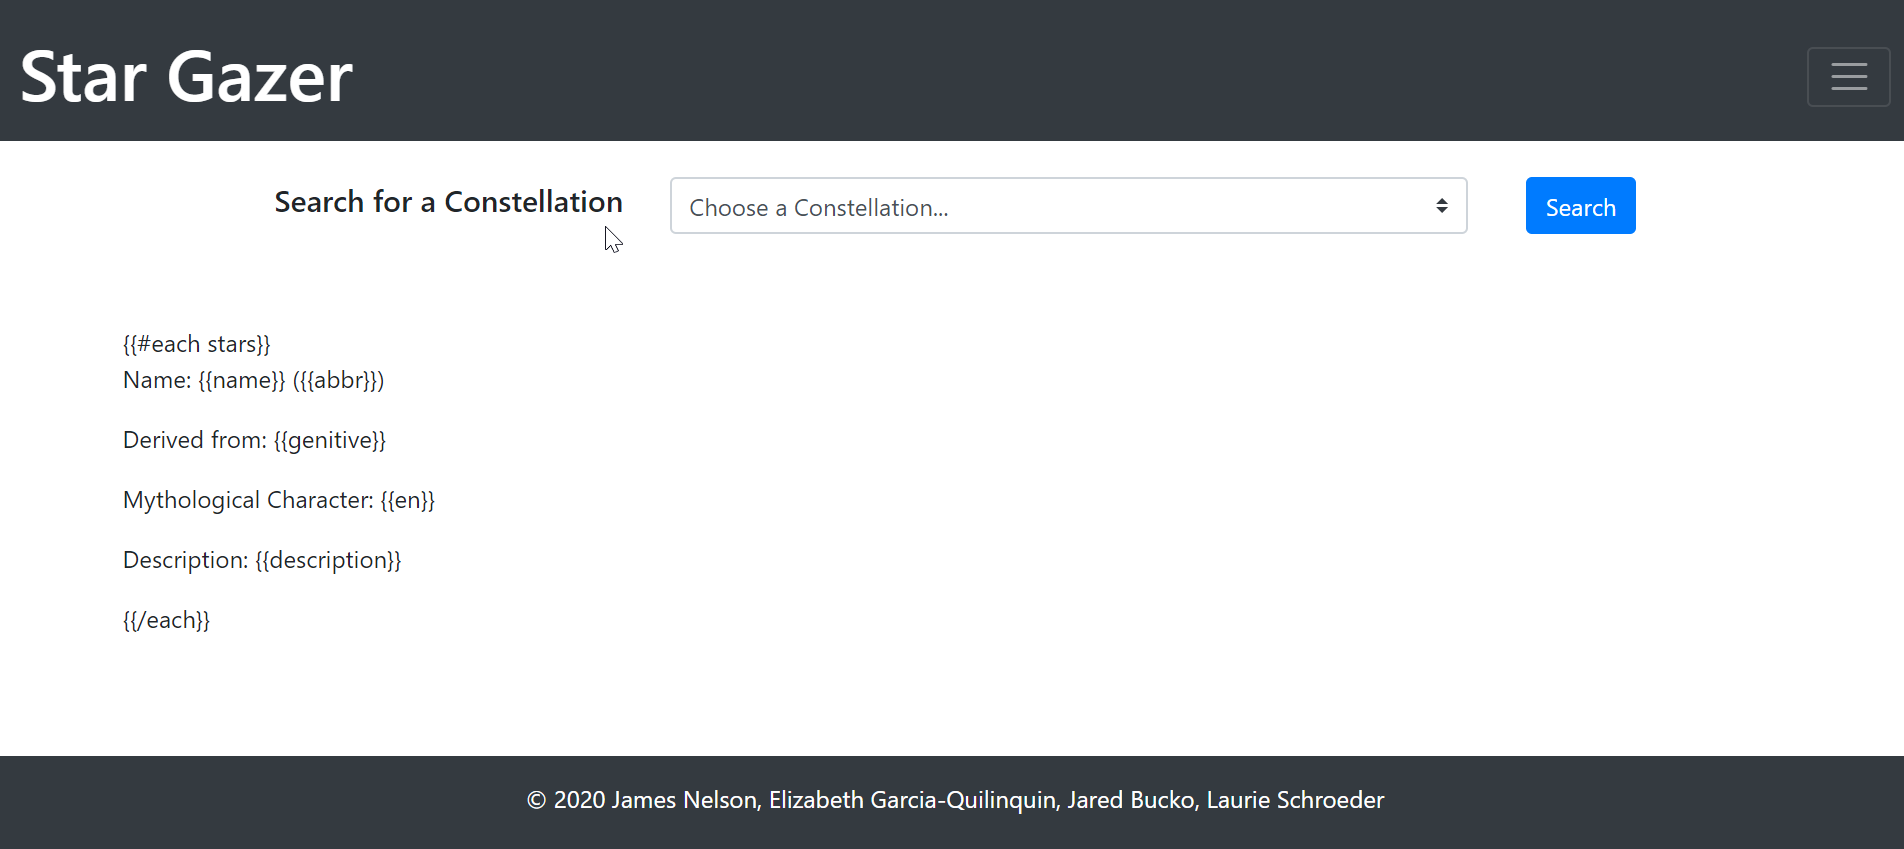 Star Gazer
Search for a Constellation
Choose a Constellation...
Search
{{#each stars}}
Name: {{name}} ({{abbr}})
Derived from: {{genitive}}
Mythological Character: {{en}}
Description: {{description}}
{{/each}}
© 2020 James Nelson, Elizabeth Garcia-Quilinquin, Jared Bucko, Laurie Schroeder